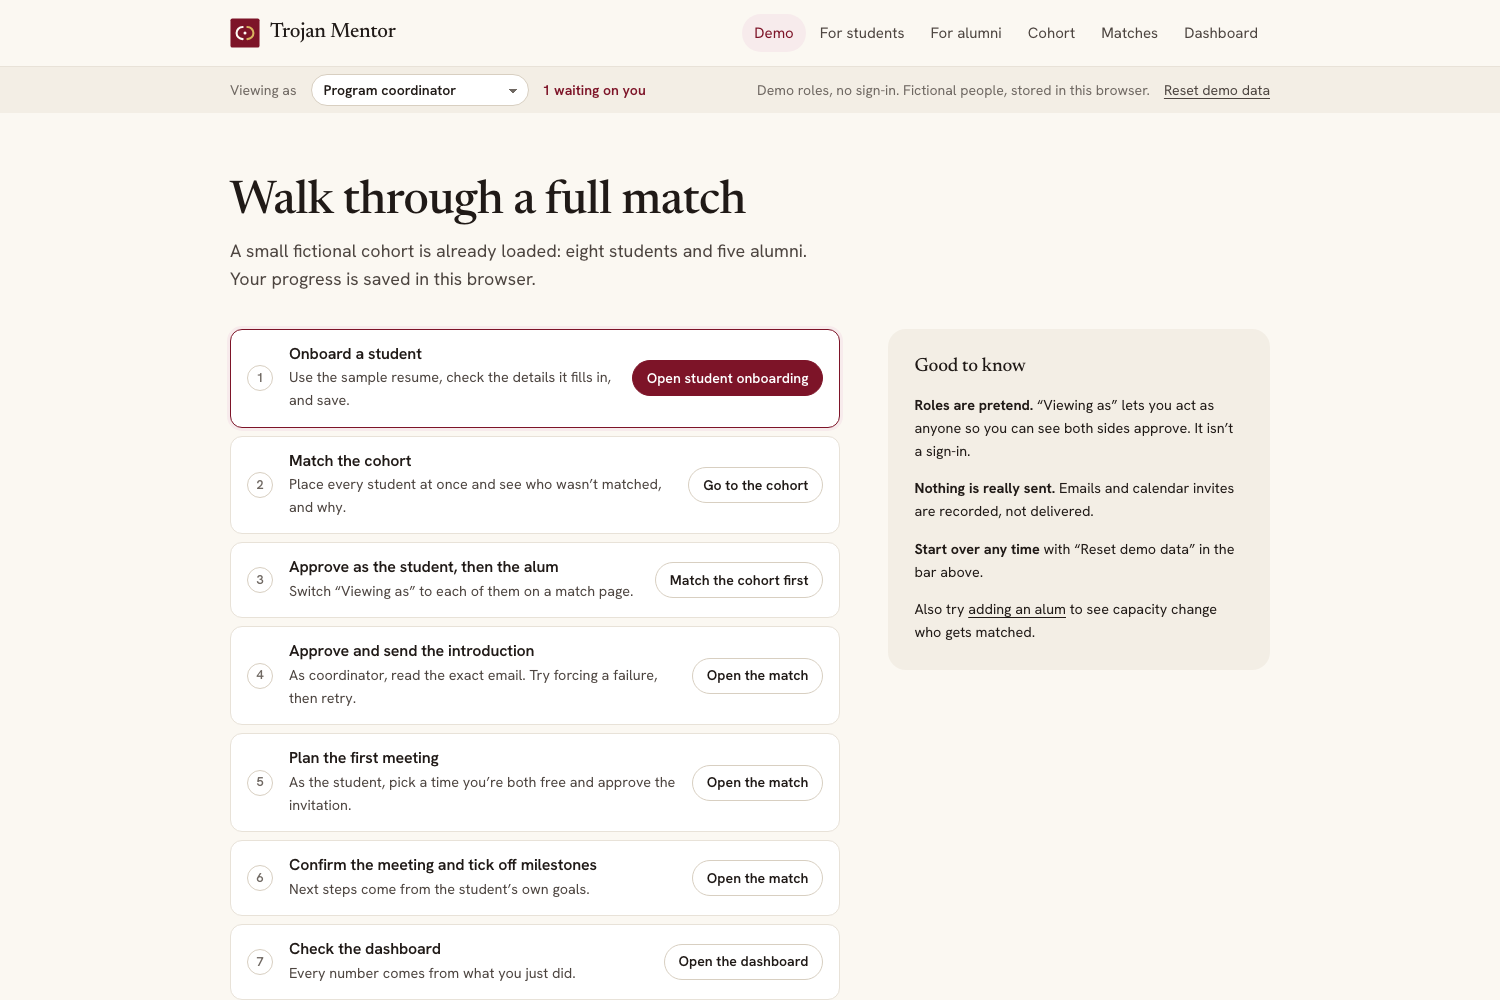 Trojan Mentor
Demo
For students
For alumni
Cohort
Matches
Dashboard
Viewing as
Program coordinator
1 waiting on you
Demo roles, no sign-in. Fictional people, stored in this browser.
Reset demo data
Walk through a full match
A small fictional cohort is already loaded: eight students and five alumni.
Your progress is saved in this browser.
1
Onboard a student
Use the sample resume, check the details it fills in,
and save.
Open student onboarding
2
Match the cohort
Place every student at once and see who wasn’t matched,
and why.
Go to the cohort
3
Approve as the student, then the alum
Switch “Viewing as” to each of them on a match page.
Match the cohort first
4
Approve and send the introduction
As coordinator, read the exact email. Try forcing a failure,
then retry.
Open the match
5
Plan the first meeting
As the student, pick a time you’re both free and approve the
invitation.
Open the match
6
Confirm the meeting and tick off milestones
Next steps come from the student’s own goals.
Open the match
7
Check the dashboard
Every number comes from what you just did.
Open the dashboard
Good to know
Roles are pretend. “Viewing as” lets you act as
anyone so you can see both sides approve. It isn’t
a sign-in.
Nothing is really sent. Emails and calendar invites
are recorded, not delivered.
Start over any time with “Reset demo data” in the
bar above.
Also try adding an alum to see capacity change
who gets matched.